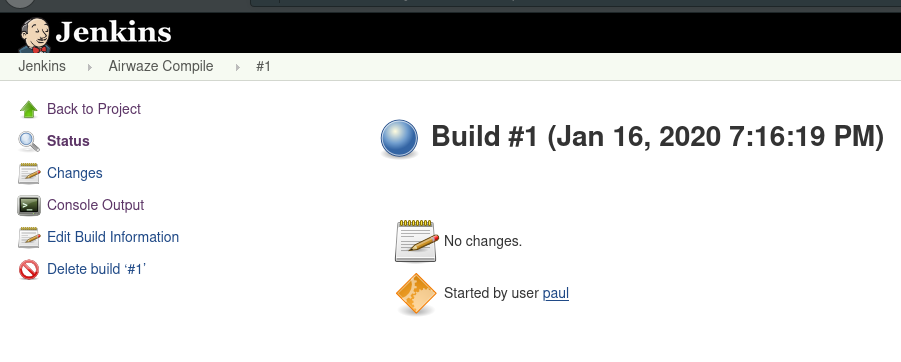 Jenkins
Jenkins Airwaze Compile #1
Back to Project
Status
Changes
Console Output
Edit Build Information
Delete build ‘#1’
Build #1 (Jan 16, 2020 7:16:19 PM)
No changes.
Started by user paul